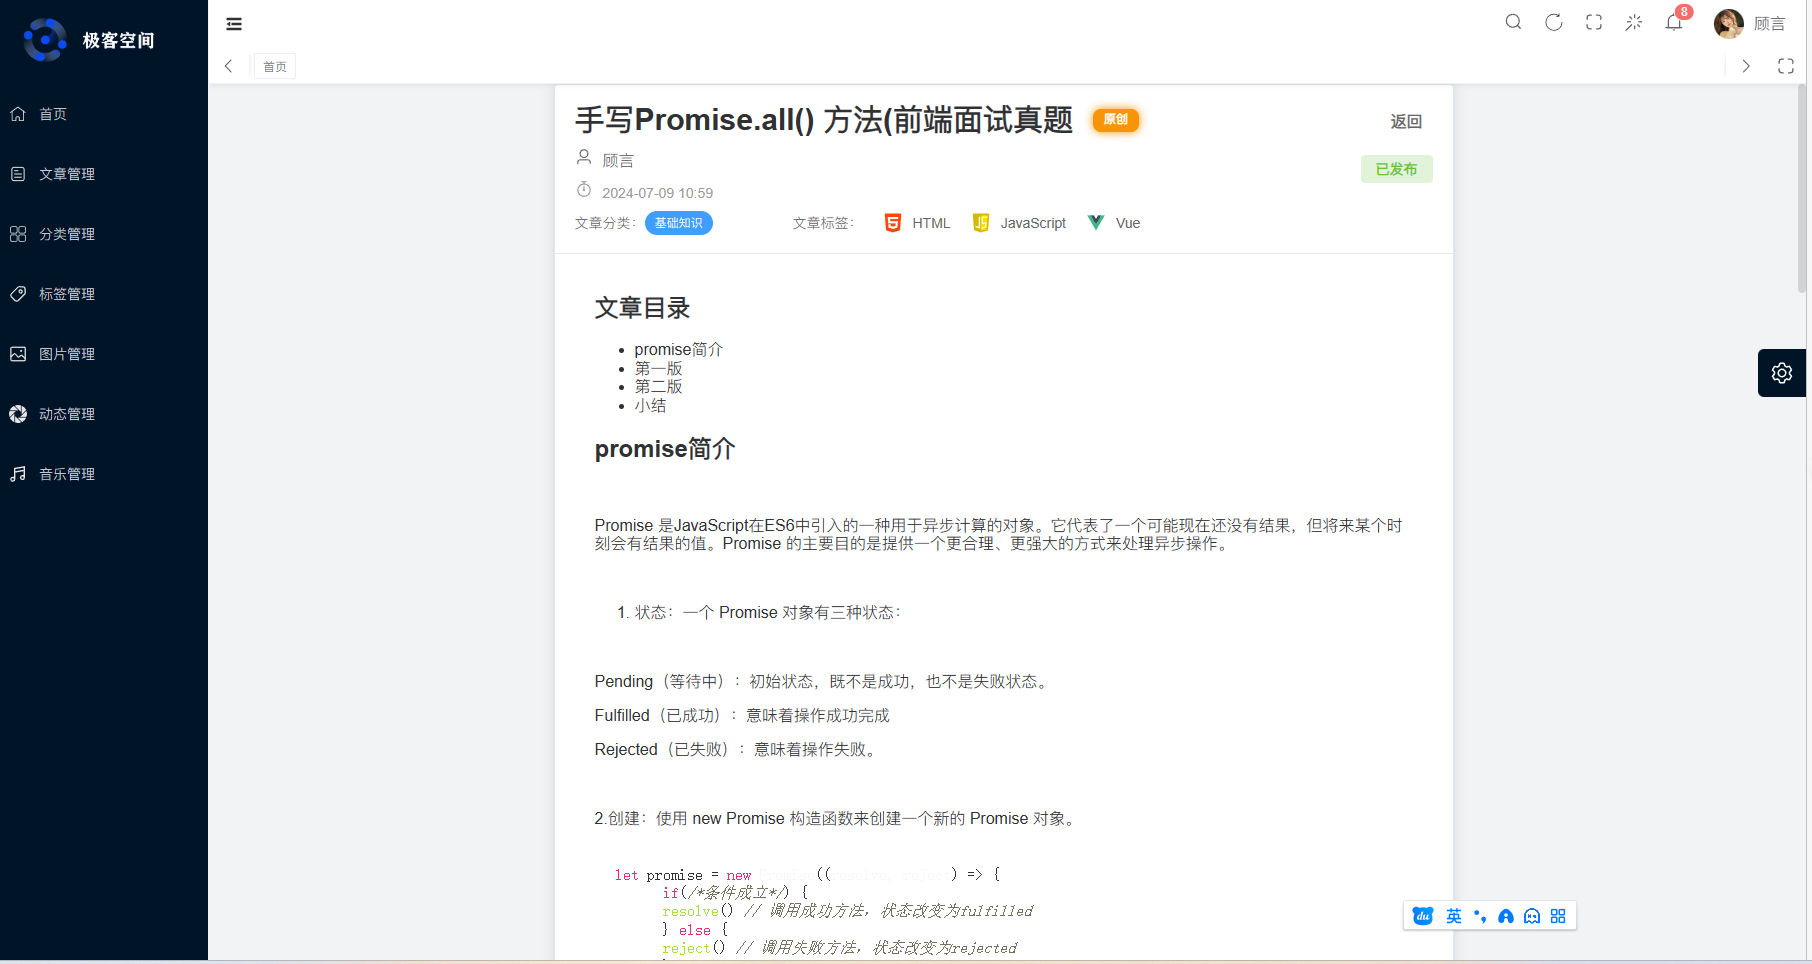 极客空间
首页
文章管理
分类管理
标签管理
图片管理
动态管理
音乐管理
8
顾言
首页
手写Promise.all() 方法(前端面试真题
原创
返回
顾言
已发布
2024-07-09 10:59
文章分类：
基础知识
文章标签：
HTML
JavaScript
Vue
文章目录
promise简介
第一版
第二版
小结
promise简介
Promise 是JavaScript在ES6中引入的一种用于异步计算的对象。它代表了一个可能现在还没有结果，但将来某个时
刻会有结果的值。Promise 的主要目的是提供一个更合理、更强大的方式来处理异步操作。
1. 状态：一个 Promise 对象有三种状态：
Pending（等待中）：初始状态，既不是成功，也不是失败状态。
Fulfilled（已成功）：意味着操作成功完成
Rejected（已失败）：意味着操作失败。
2.创建：使用 new Promise 构造函数来创建一个新的 Promise 对象。
let promise = new Promise((resolve, reject) => {
if(/*条件成立*/) {
resolve() // 调用成功方法，状态改变为fulfilled
} else {
reject() // 调用失败方法，状态改变为rejected
du 英